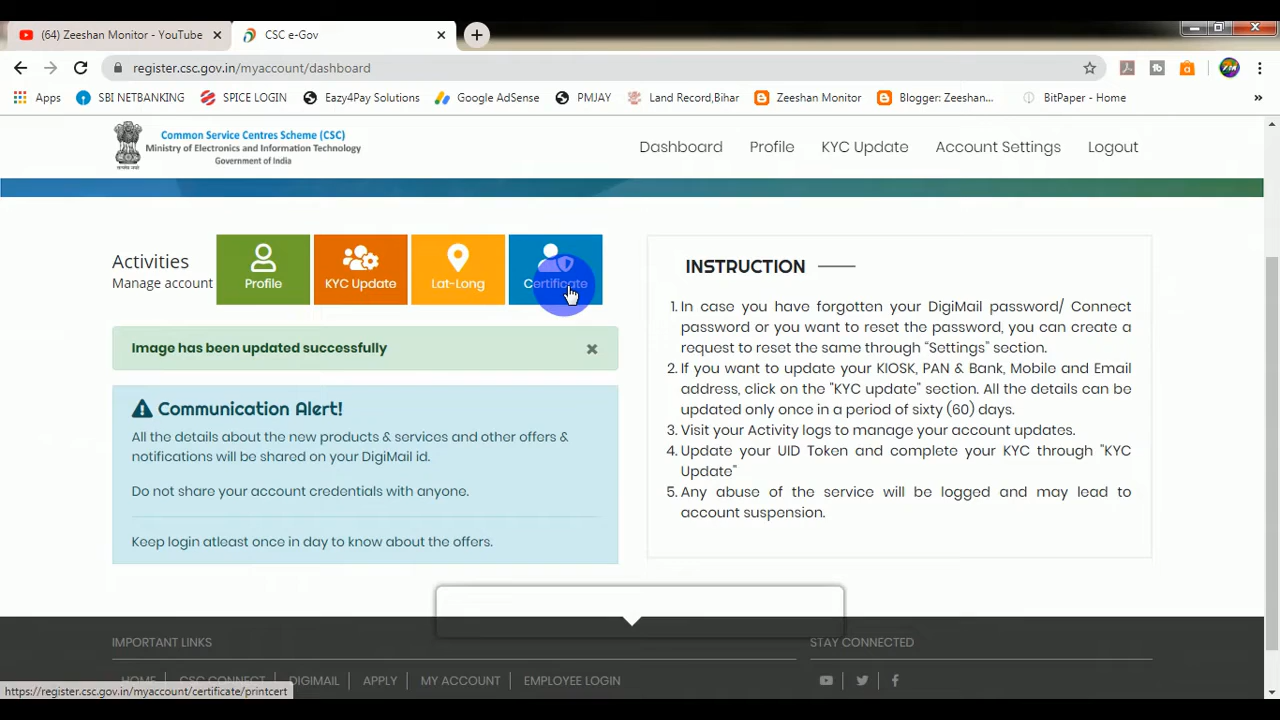 (64) Zeeshan Monitor - YouTube
CSC e-Gov
register.csc.gov.in/myaccount/dashboard
Apps
SBI NETBANKING
SPICE LOGIN
Eazy4Pay Solutions
Google AdSense
PMJAY
Land Record,Bihar
Zeeshan Monitor
Blogger: Zeeshan...
BitPaper - Home
Common Service Centres Scheme (CSC)
Ministry of Electronics and Information Technology
Government of India
Dashboard
Profile
KYC Update
Account Settings
Logout
Activities
Manage account
Profile
KYC Update
Lat-Long
Certificate
Image has been updated successfully
Communication Alert!
All the details about the new products & services and other offers &
notifications will be shared on your DigiMail id.
Do not share your account credentials with anyone.
Keep login atleast once in day to know about the offers.
INSTRUCTION
1. In case you have forgotten your DigiMail password/ Connect
password or you want to reset the password, you can create a
request to reset the same through “Settings” section.
2. If you want to update your KIOSK, PAN & Bank, Mobile and Email
address, click on the "KYC update" section. All the details can be
updated only once in a period of sixty (60) days.
3. Visit your Activity logs to manage your account updates.
4. Update your UID Token and complete your KYC through "KYC
Update"
5. Any abuse of the service will be logged and may lead to
account suspension.
IMPORTANT LINKS
STAY CONNECTED
HOME
CSC CONNECT
DIGIMAIL
APPLY
MY ACCOUNT
EMPLOYEE LOGIN
https://register.csc.gov.in/myaccount/certificate/printcert